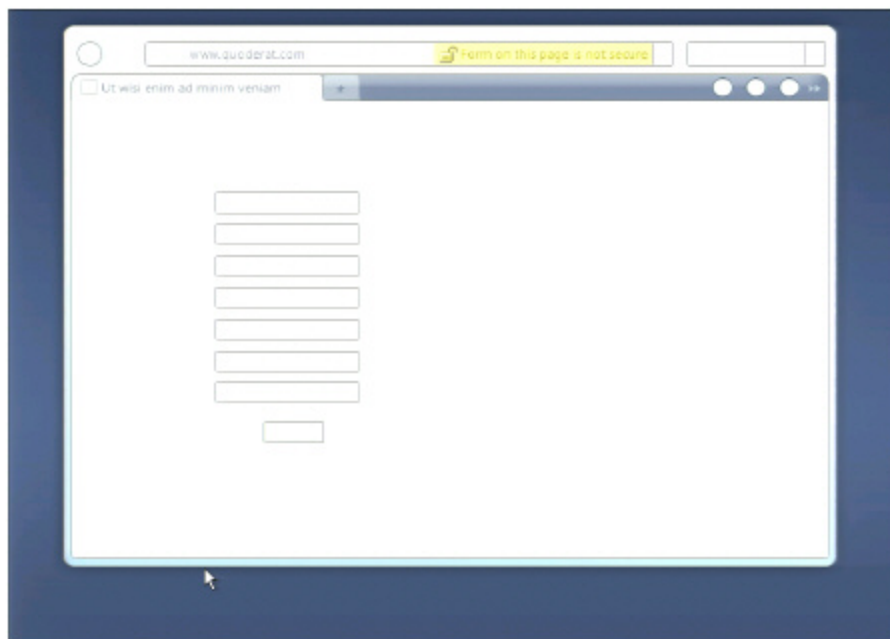 www.quoderat.com
Form on this page is not secure
Ut wisi enim ad minim veniam